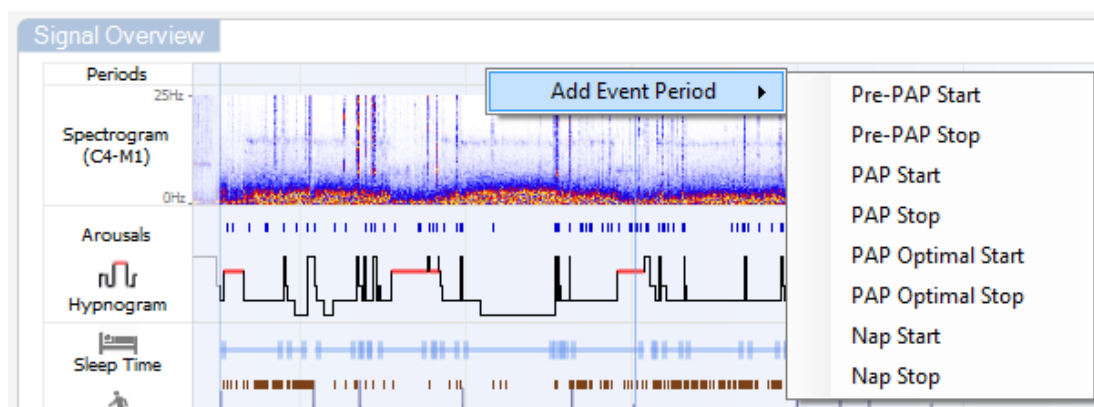 Signal Overview
Periods
25Hz
Spectrogram
(C4-M1)
0Hz
Arousals
Hypnogram
Sleep Time
Add Event Period
Pre-PAP Start
Pre-PAP Stop
PAP Start
PAP Stop
PAP Optimal Start
PAP Optimal Stop
Nap Start
Nap Stop